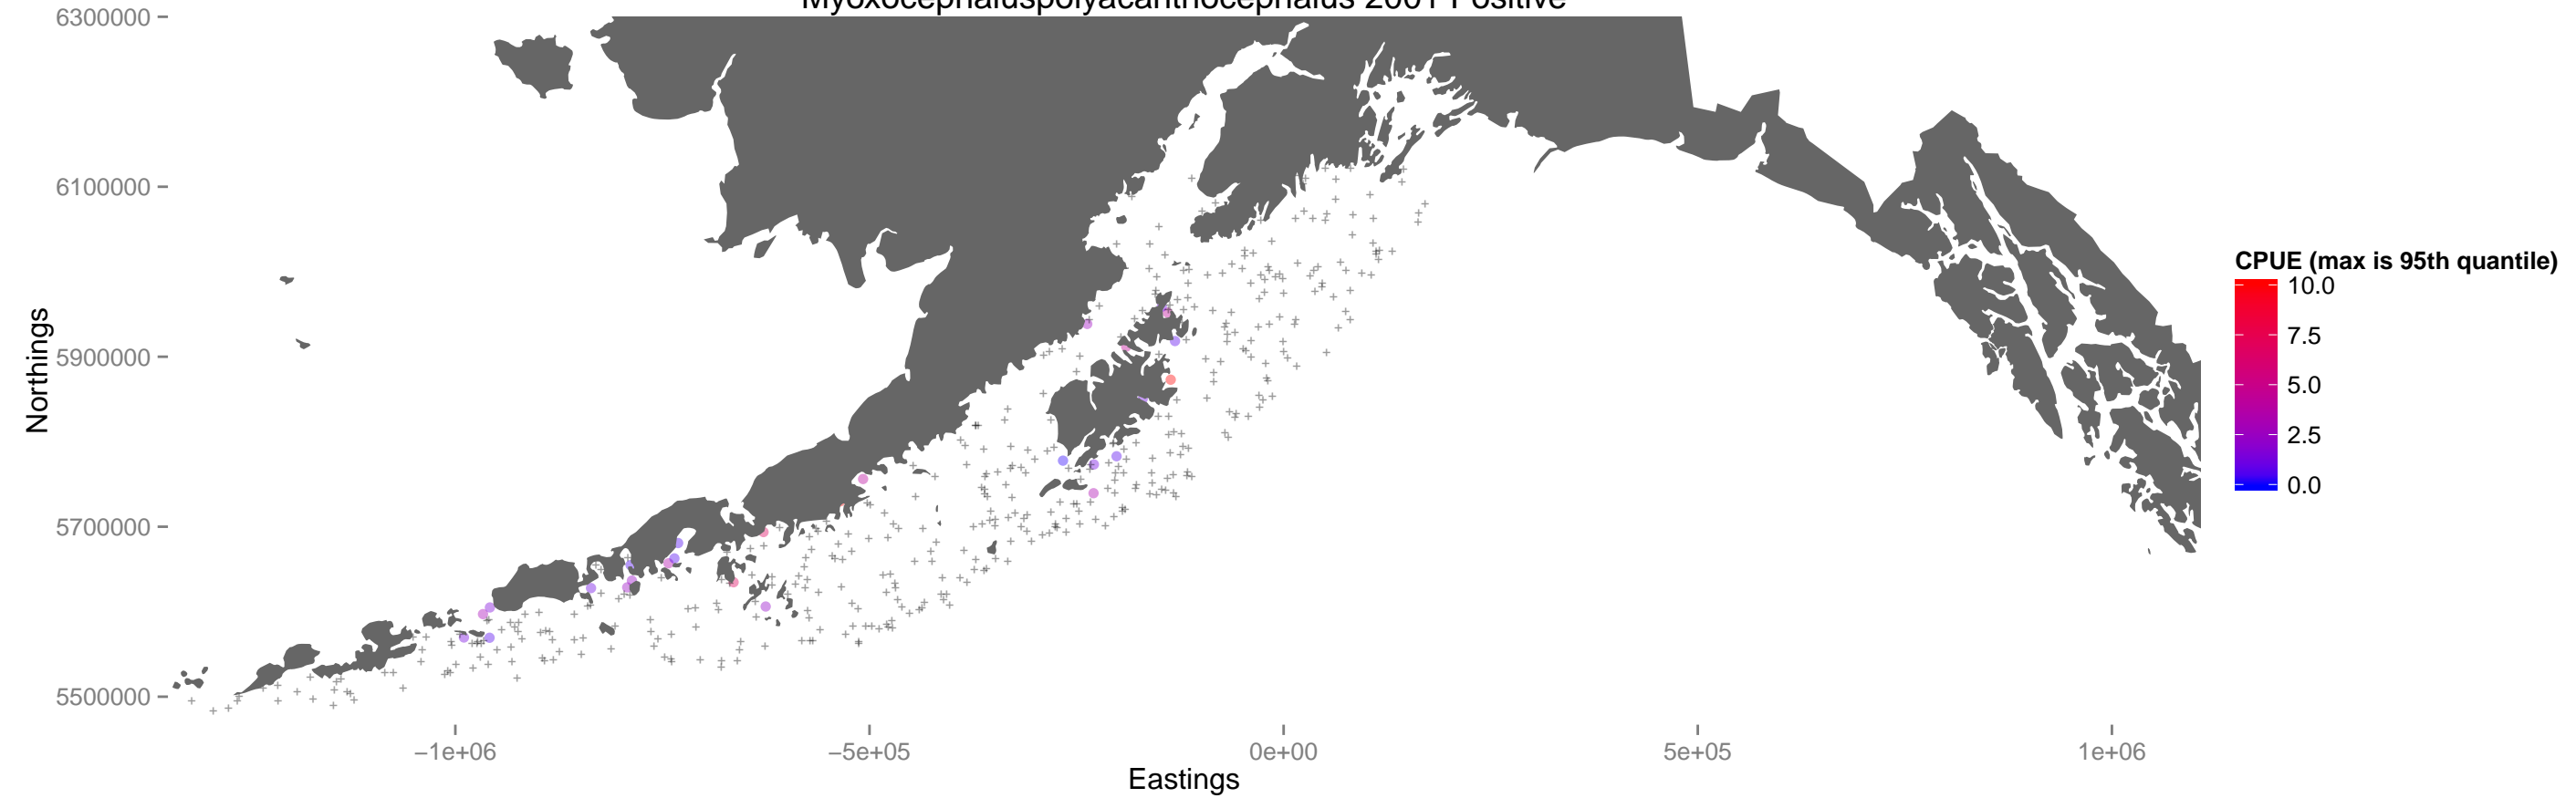 Myoxocephaluspolyacanthocephalus 2001 Positive
6300000
6100000
5900000
5700000
5500000
Northings
−1e+06
−5e+05
0e+00
5e+05
1e+06
Eastings
CPUE (max is 95th quantile)
10.0
7.5
5.0
2.5
0.0